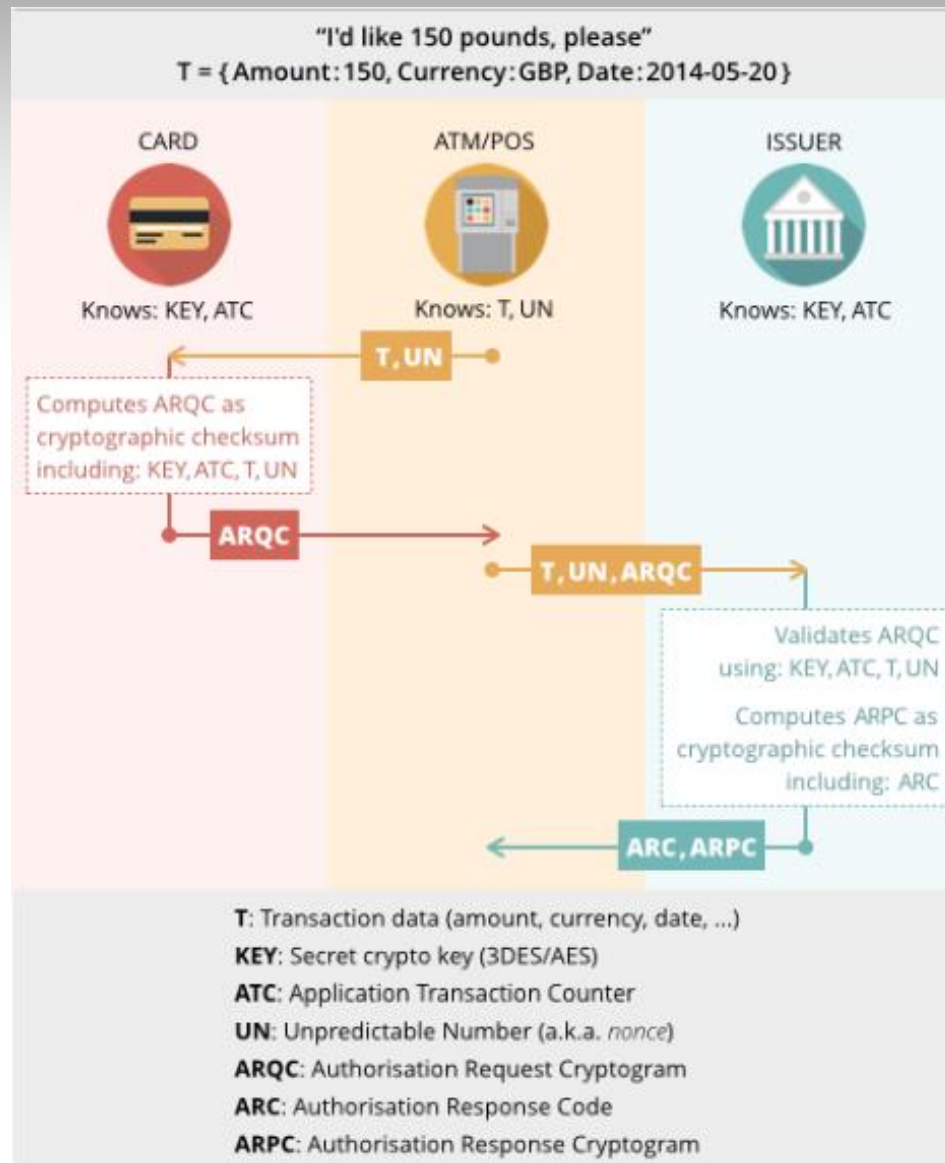 “I'd like 150 pounds, please”
T = { Amount: 150, Currency: GBP, Date: 2014-05-20 }
CARD
ATM/POS
ISSUER
Knows: KEY, ATC
Knows: T, UN
Knows: KEY, ATC
T, UN
Computes ARQC as
cryptographic checksum
including: KEY, ATC, T, UN
ARQC
T, UN, ARQC
Validates ARQC
using: KEY, ATC, T, UN
Computes ARPC as
cryptographic checksum
including: ARC
ARC, ARPC
T: Transaction data (amount, currency, date, ...)
KEY: Secret crypto key (3DES/AES)
ATC: Application Transaction Counter
UN: Unpredictable Number (a.k.a. nonce)
ARQC: Authorisation Request Cryptogram
ARC: Authorisation Response Code
ARPC: Authorisation Response Cryptogram